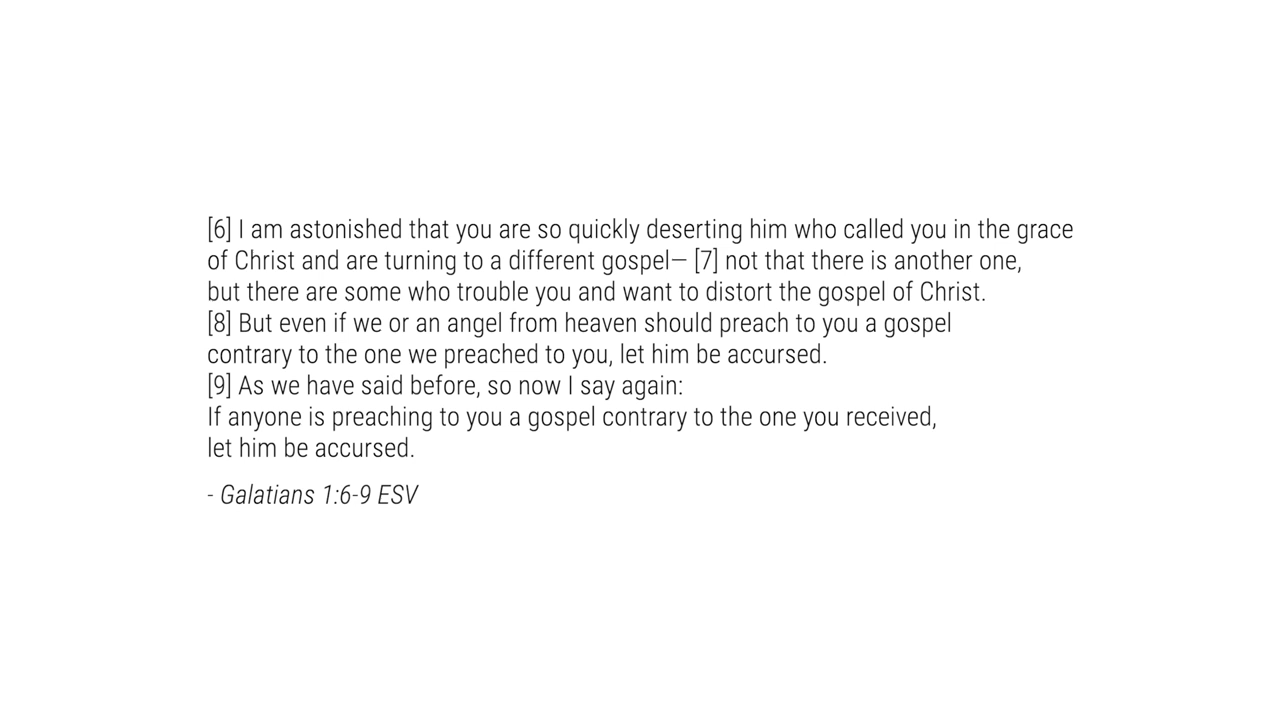 [6] I am astonished that you are so quickly deserting him who called you in the grace
of Christ and are turning to a different gospel— [7] not that there is another one,
but there are some who trouble you and want to distort the gospel of Christ.
[8] But even if we or an angel from heaven should preach to you a gospel
contrary to the one we preached to you, let him be accursed.
[9] As we have said before, so now I say again:
If anyone is preaching to you a gospel contrary to the one you received,
let him be accursed.
- Galatians 1:6-9 ESV